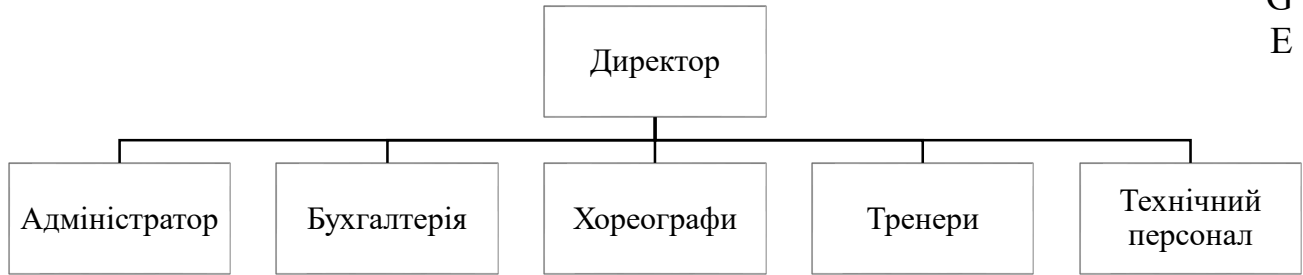 G
E
Директор
Адміністратор
Бухгалтерія
Хореографи
Тренери
Технічний
персонал